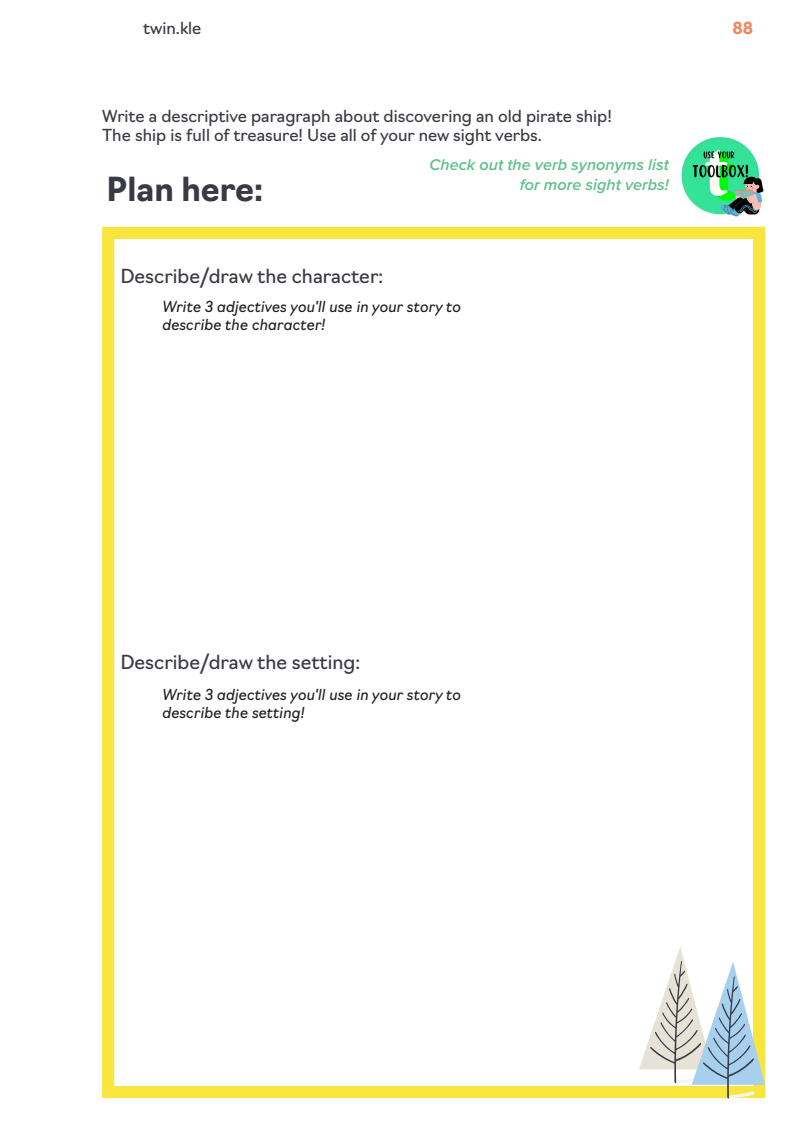 twin.kle
88
Write a descriptive paragraph about discovering an old pirate ship!
The ship is full of treasure! Use all of your new sight verbs.
Check out the verb synonyms list
for more sight verbs!
USE YOUR
TOOLBOX!
t
Plan here:
Describe/draw the character:
Write 3 adjectives you'll use in your story to
describe the character!
Describe/draw the setting:
Write 3 adjectives you'll use in your story to
describe the setting!